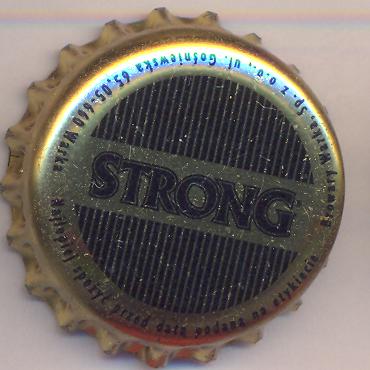 STRONG
Browary Warka, Sp. z o.o., ul. Gośniewska 65, 05-660 Warka
Najlepiej spożyć przed datą podaną na etykiecie